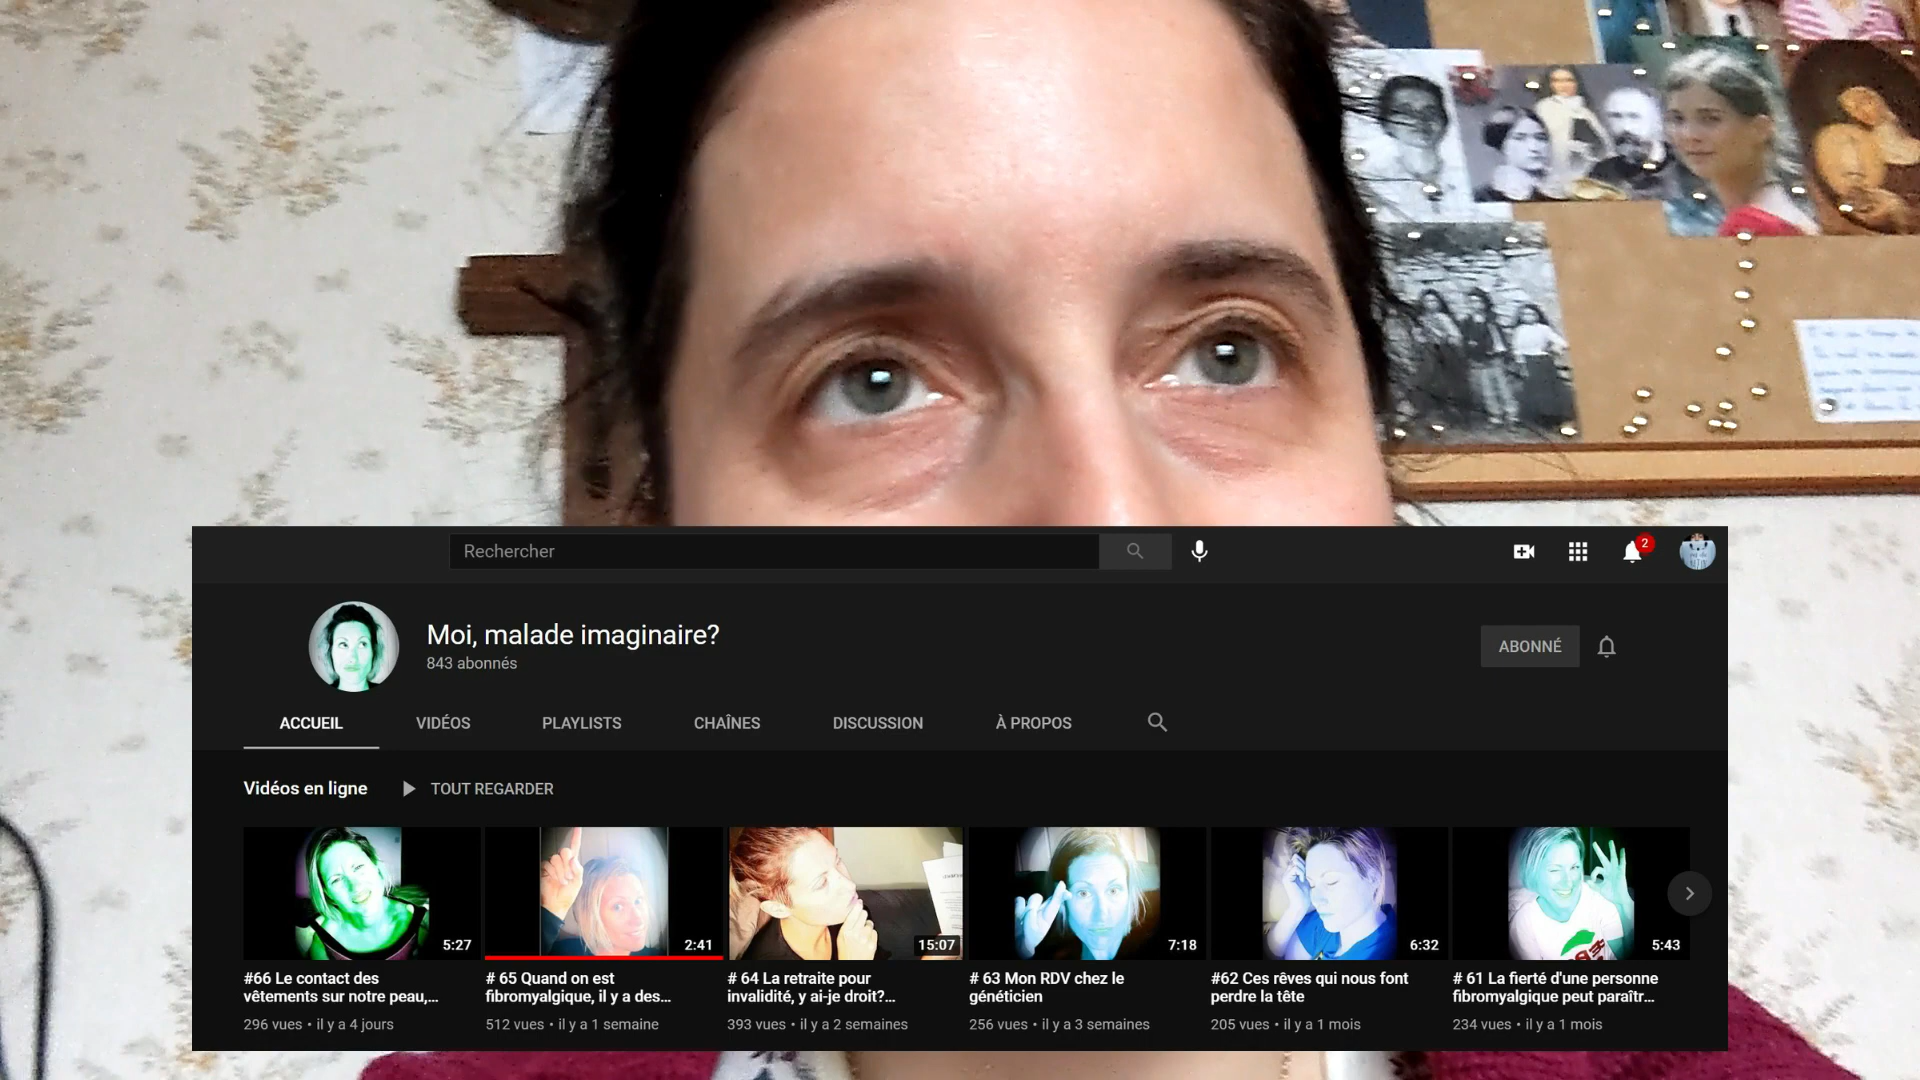 Rechercher
2
Moi, malade imaginaire?
843 abonnés
ABONNÉ
ACCUEIL VIDÉOS PLAYLISTS CHAÎNES DISCUSSION À PROPOS
Vidéos en ligne TOUT REGARDER
5:27 2:41 15:07 7:18 6:32 5:43
#66 Le contact des
vêtements sur notre peau,...
296 vues • il y a 4 jours
# 65 Quand on est
fibromyalgique, il y a des...
512 vues • il y a 1 semaine
# 64 La retraite pour
invalidité, y ai-je droit?...
393 vues • il y a 2 semaines
# 63 Mon RDV chez le
généticien
256 vues • il y a 3 semaines
#62 Ces rêves qui nous font
perdre la tête
205 vues • il y a 1 mois
# 61 La fierté d'une personne
fibromyalgique peut paraîtr...
234 vues • il y a 1 mois